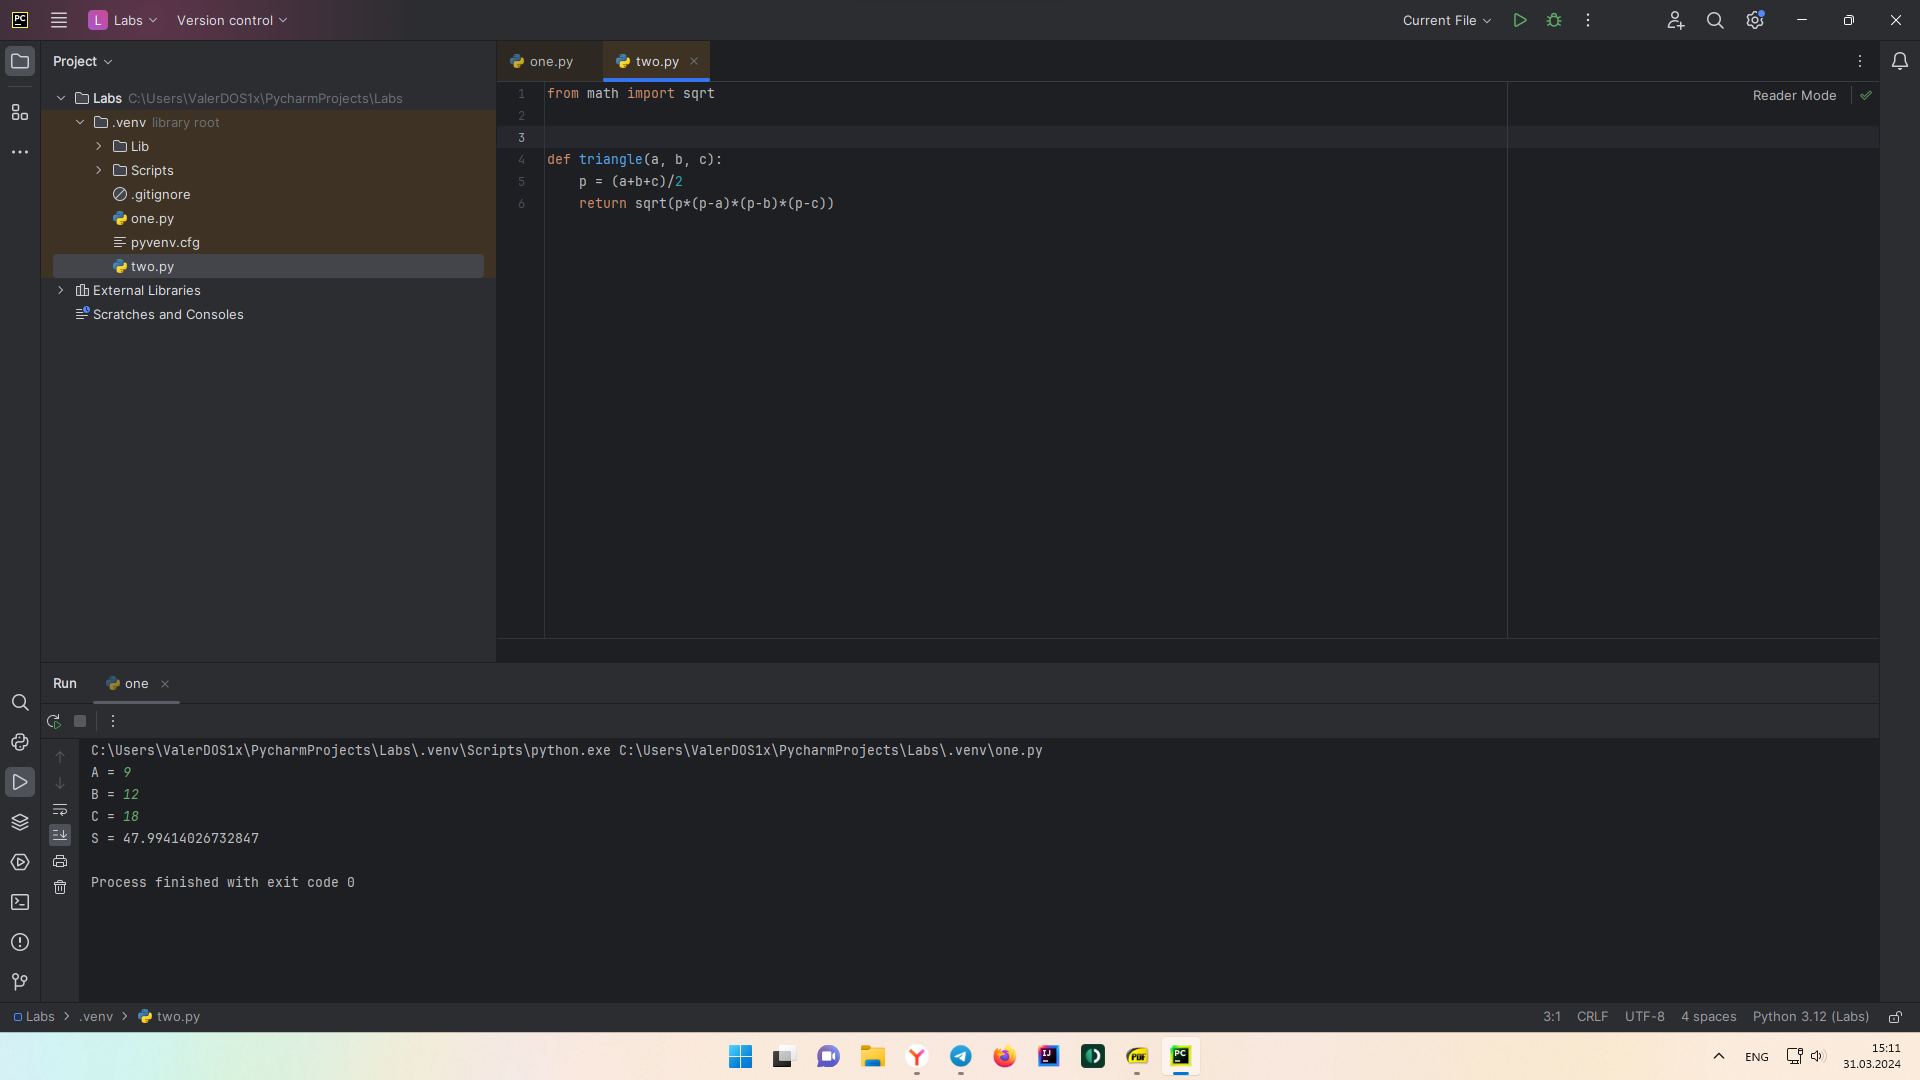 PC
L Labs
Version control
Current File
Project
one.py
two.py
Labs C:\Users\ValerDOS1x\PycharmProjects\Labs
.venv library root
Lib
Scripts
.gitignore
one.py
pyvenv.cfg
two.py
External Libraries
Scratches and Consoles
Reader Mode
1 from math import sqrt
2
3
4 def triangle(a, b, c):
5 p = (a+b+c)/2
6 return sqrt(p*(p-a)*(p-b)*(p-c))
Run
one
C:\Users\ValerDOS1x\PycharmProjects\Labs\.venv\Scripts\python.exe C:\Users\ValerDOS1x\PycharmProjects\Labs\.venv\one.py
A = 9
B = 12
C = 18
S = 47.99414026732847
Process finished with exit code 0
Labs > .venv > two.py
3:1 CRLF UTF-8 4 spaces Python 3.12 (Labs)
Y
IJ
PDF
PC
ENG
15:11
31.03.2024